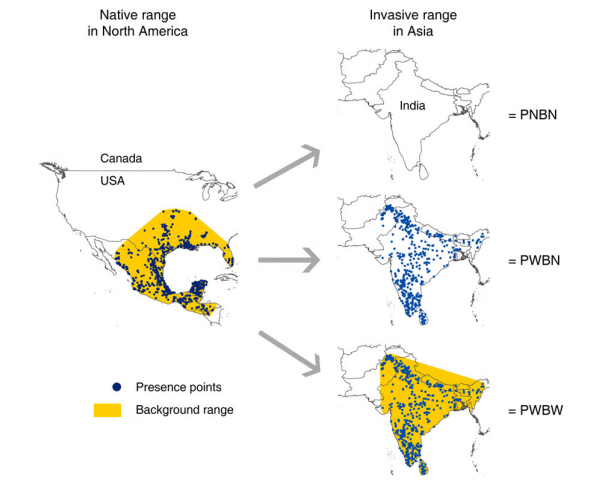 Native range
in North America
Invasive range
in Asia
India
= PNBN
Canada
USA
= PWBN
Presence points
Background range
= PWBW